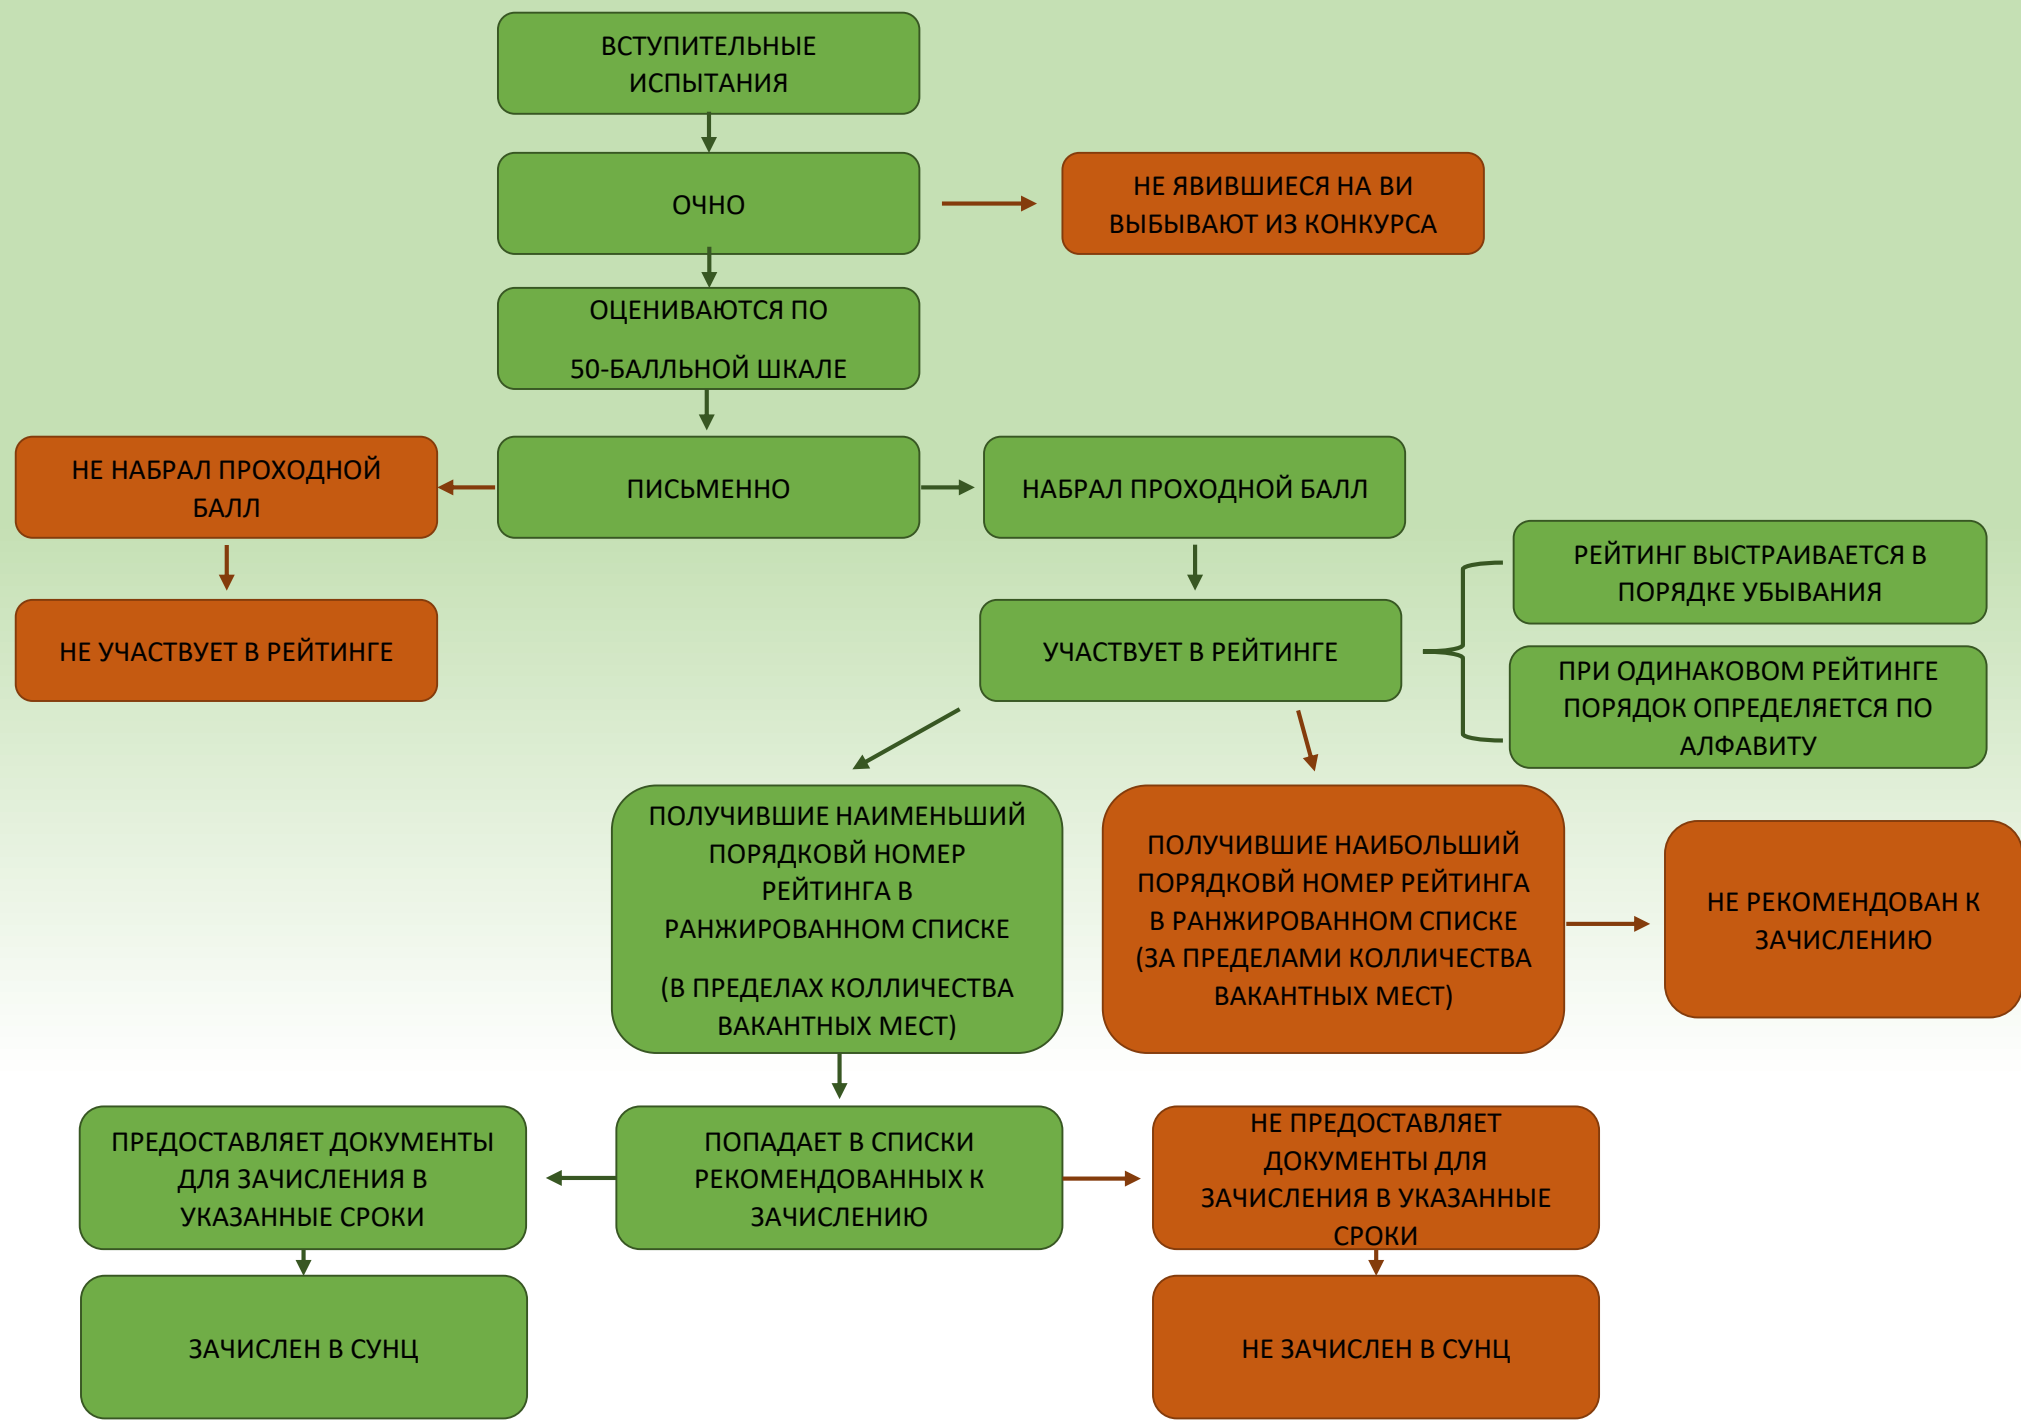 ВСТУПИТЕЛЬНЫЕ
ИСПЫТАНИЯ
ОЧНО
НЕ ЯВИВШИЕСЯ НА ВИ
ВЫБЫВАЮТ ИЗ КОНКУРСА
ОЦЕНИВАЮТСЯ ПО
50-БАЛЛЬНОЙ ШКАЛЕ
НЕ НАБРАЛ ПРОХОДНОЙ
БАЛЛ
ПИСЬМЕННО
НАБРАЛ ПРОХОДНОЙ БАЛЛ
НЕ УЧАСТВУЕТ В РЕЙТИНГЕ
УЧАСТВУЕТ В РЕЙТИНГЕ
РЕЙТИНГ ВЫСТРАИВАЕТСЯ В
ПОРЯДКЕ УБЫВАНИЯ
ПРИ ОДИНАКОВОМ РЕЙТИНГЕ
ПОРЯДОК ОПРЕДЕЛЯЕТСЯ ПО
АЛФАВИТУ
ПОЛУЧИВШИЕ НАИМЕНЬШИЙ
ПОРЯДКОВЙ НОМЕР
РЕЙТИНГА В
РАНЖИРОВАННОМ СПИСКЕ
(В ПРЕДЕЛАХ КОЛЛИЧЕСТВА
ВАКАНТНЫХ МЕСТ)
ПОЛУЧИВШИЕ НАИБОЛЬШИЙ
ПОРЯДКОВЙ НОМЕР РЕЙТИНГА
В РАНЖИРОВАННОМ СПИСКЕ
(ЗА ПРЕДЕЛАМИ КОЛЛИЧЕСТВА
ВАКАНТНЫХ МЕСТ)
НЕ РЕКОМЕНДОВАН К
ЗАЧИСЛЕНИЮ
ПРЕДОСТАВЛЯЕТ ДОКУМЕНТЫ
ДЛЯ ЗАЧИСЛЕНИЯ В
УКАЗАННЫЕ СРОКИ
ПОПАДАЕТ В СПИСКИ
РЕКОМЕНДОВАННЫХ К
ЗАЧИСЛЕНИЮ
НЕ ПРЕДОСТАВЛЯЕТ
ДОКУМЕНТЫ ДЛЯ
ЗАЧИСЛЕНИЯ В УКАЗАННЫЕ
СРОКИ
ЗАЧИСЛЕН В СУНЦ
НЕ ЗАЧИСЛЕН В СУНЦ